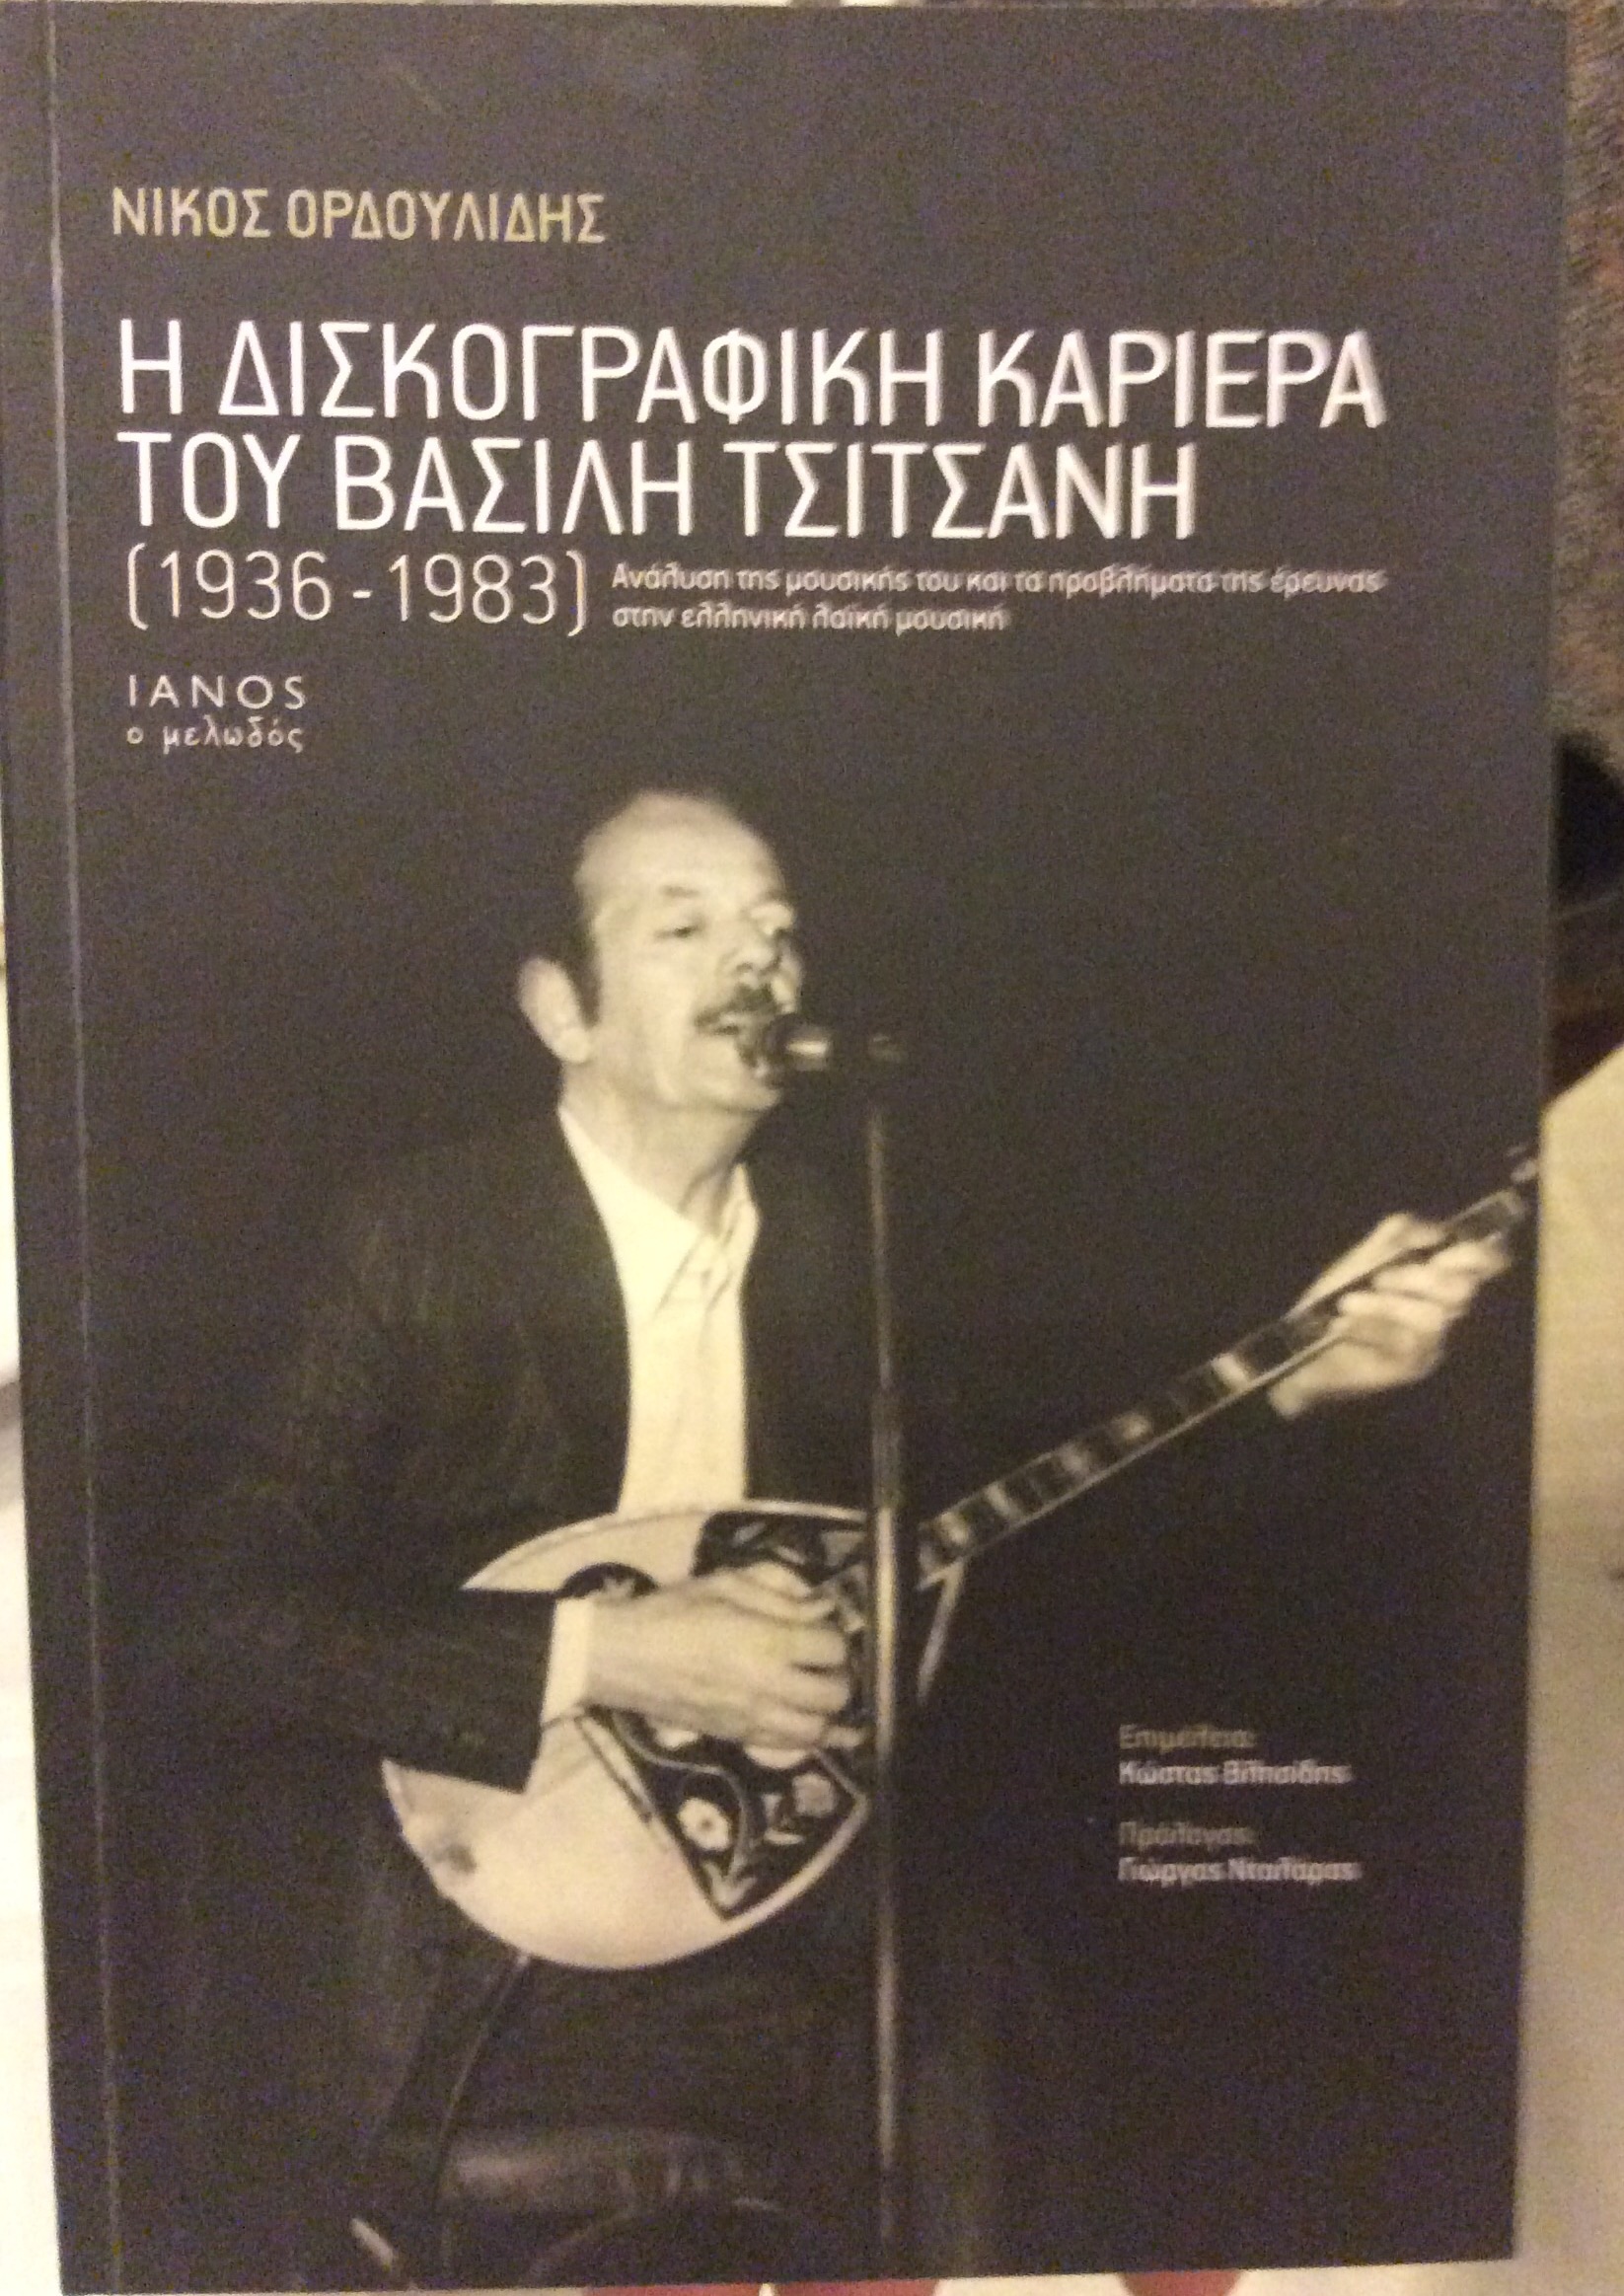 ΝΙΚΟΣ ΟΡΔΟΥΛΙΔΗΣ
Η ΔΙΣΚΟΓΡΑΦΙΚΗ ΚΑΡΙΕΡΑ
ΤΟΥ ΒΑΣΙΛΗ ΤΣΙΤΣΑΝΗ
(1936 - 1983)
Ανάλυση της μουσικής του και τα προβλήματα της έρευνας
στην ελληνική λαϊκή μουσική
IANOS
ο μελωδός
Επιμέλεια:
Κώστας Βλησίδης
Πρόλογος:
Γιώργος Νταλάρας